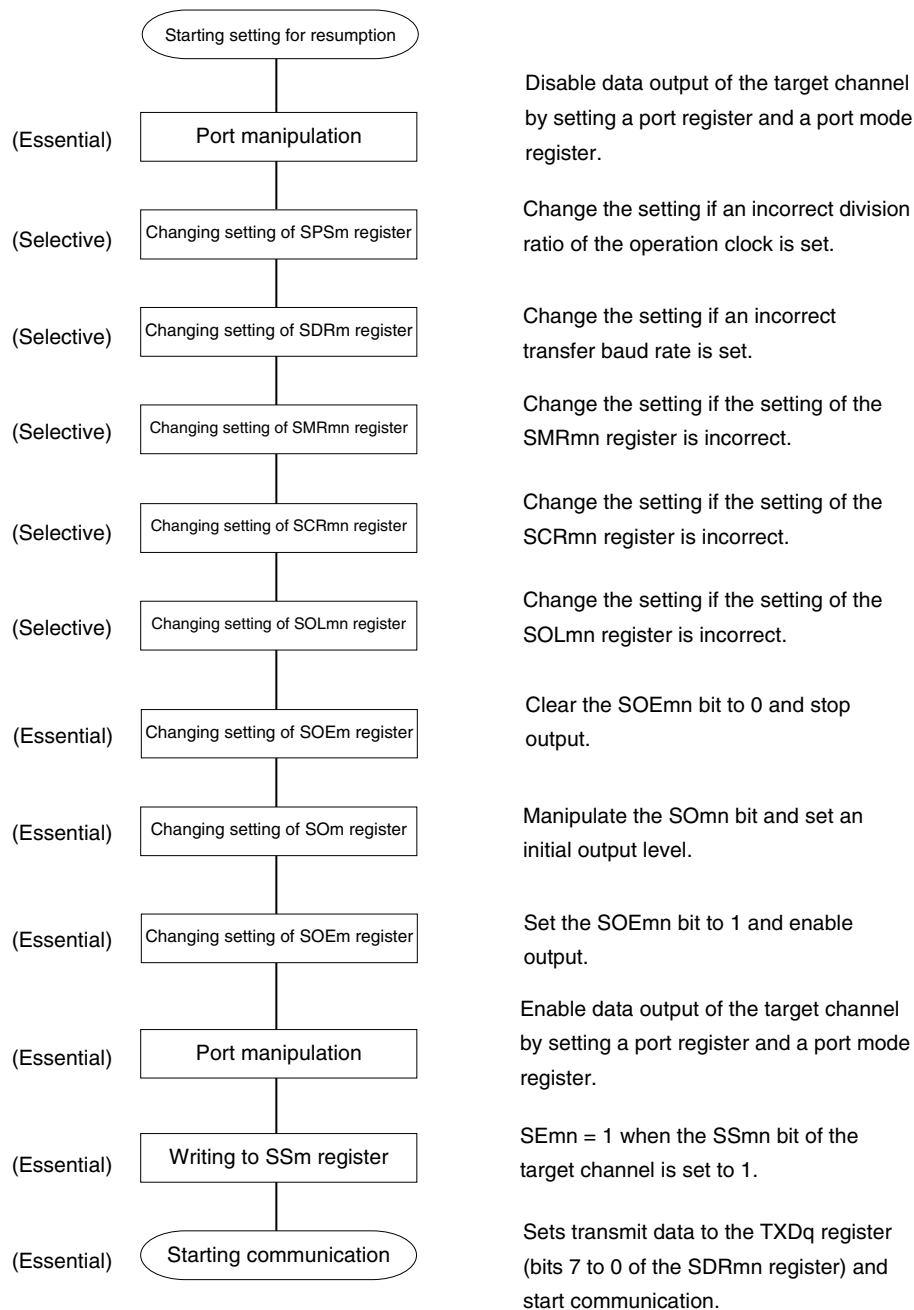 Starting setting for resumption
(Essential)
Port manipulation
Disable data output of the target channel
by setting a port register and a port mode
register.
(Selective)
Changing setting of SPSm register
Change the setting if an incorrect division
ratio of the operation clock is set.
(Selective)
Changing setting of SDRm register
Change the setting if an incorrect
transfer baud rate is set.
(Selective)
Changing setting of SMRmn register
Change the setting if the setting of the
SMRmn register is incorrect.
(Selective)
Changing setting of SCRmn register
Change the setting if the setting of the
SCRmn register is incorrect.
(Selective)
Changing setting of SOLmn register
Change the setting if the setting of the
SOLmn register is incorrect.
(Essential)
Changing setting of SOEm register
Clear the SOEmn bit to 0 and stop
output.
(Essential)
Changing setting of SOm register
Manipulate the SOmn bit and set an
initial output level.
(Essential)
Changing setting of SOEm register
Set the SOEmn bit to 1 and enable
output.
(Essential)
Port manipulation
Enable data output of the target channel
by setting a port register and a port mode
register.
(Essential)
Writing to SSm register
SEmn = 1 when the SSmn bit of the
target channel is set to 1.
(Essential)
Starting communication
Sets transmit data to the TXDq register
(bits 7 to 0 of the SDRmn register) and
start communication.